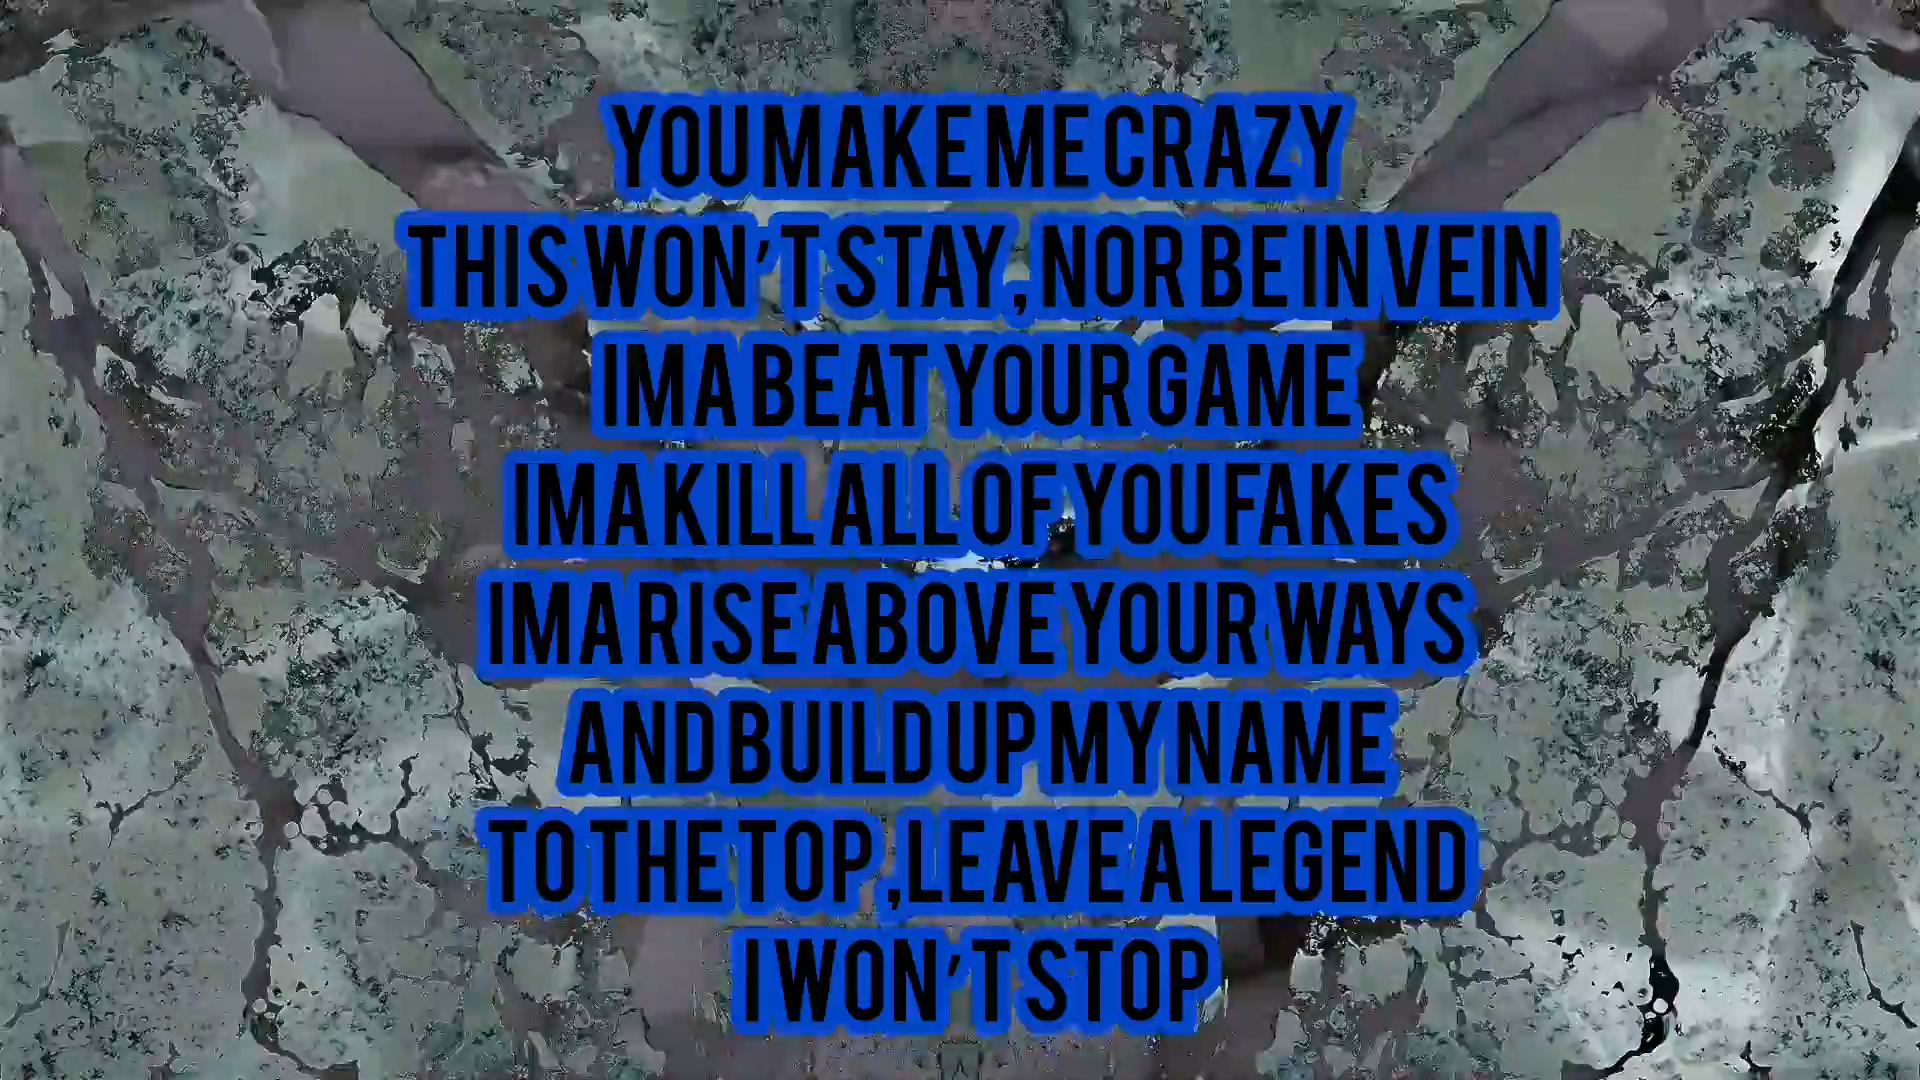 YOU MAKE ME CRAZY
THIS WON'T STAY, NOR BE IN VEIN
IMA BEAT YOUR GAME
IMA KILL ALL OF YOU FAKES
IMA RISE ABOVE YOUR WAYS
AND BUILD UP MY NAME
TO THE TOP ,LEAVE A LEGEND
I WON'T STOP